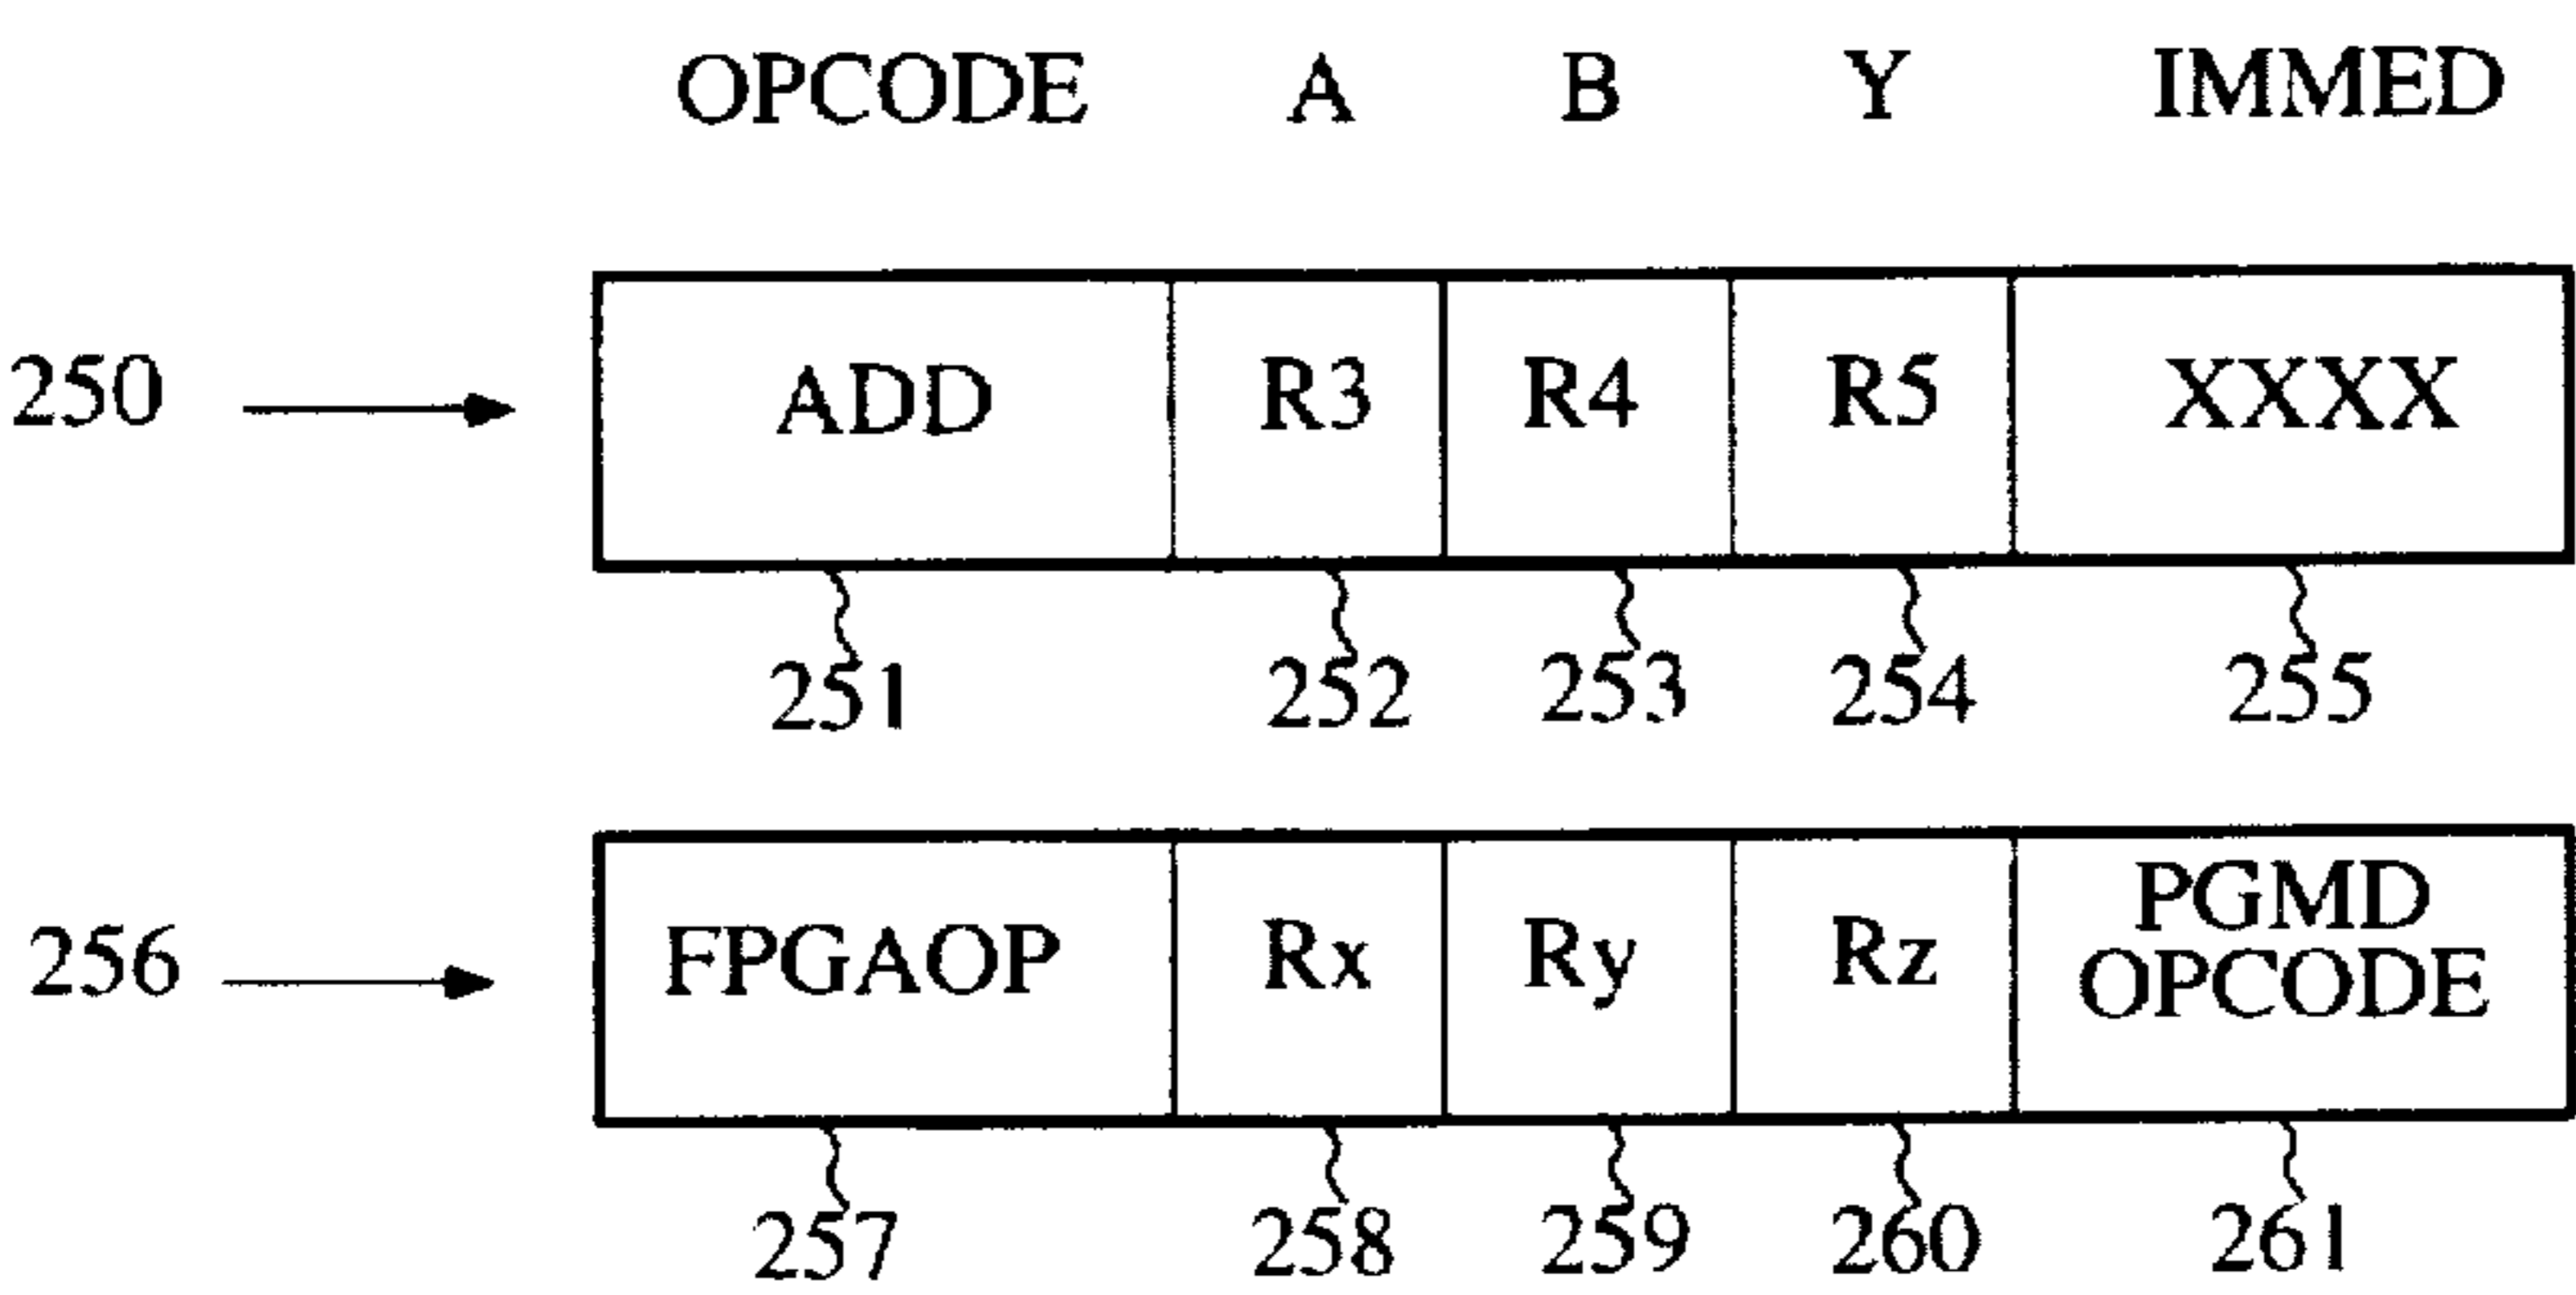 OPCODE A B Y IMMED
250 ADD R3 R4 R5 XXXX
251 252 253 254 255
256 FPGAOP Rx Ry Rz PGMD
OPCODE
257 258 259 260 261